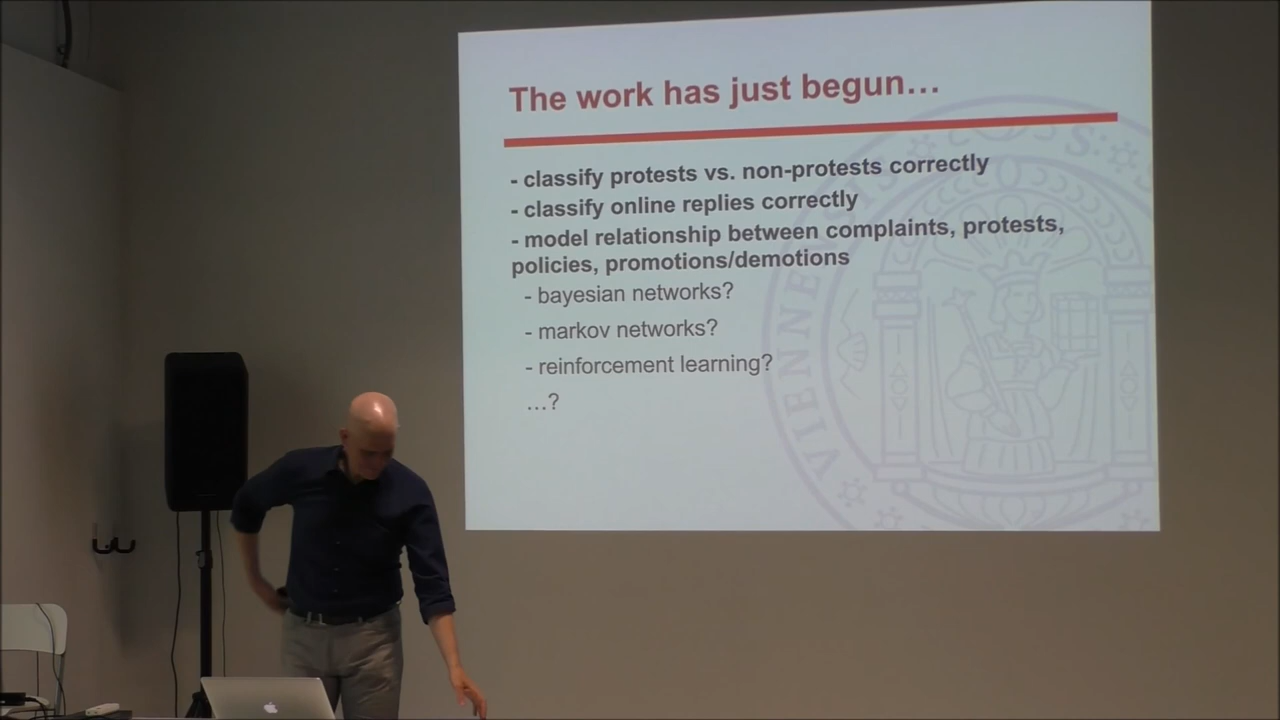 The work has just begun…
- classify protests vs. non-protests correctly
- classify online replies correctly
- model relationship between complaints, protests,
policies, promotions/demotions
- bayesian networks?
- markov networks?
- reinforcement learning?
…?
VIENNENS